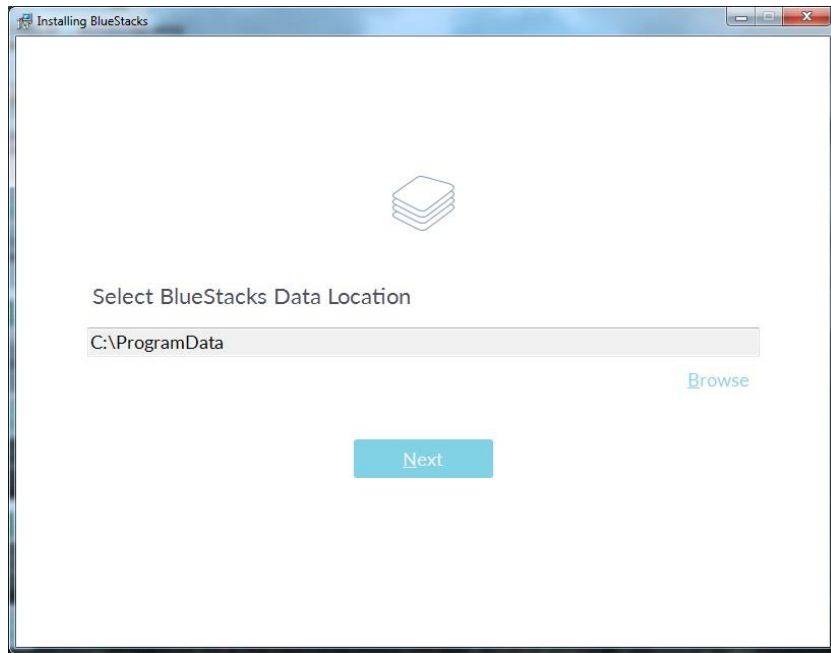 Installing BlueStacks
Select BlueStacks Data Location
C:\ProgramData
Browse
Next